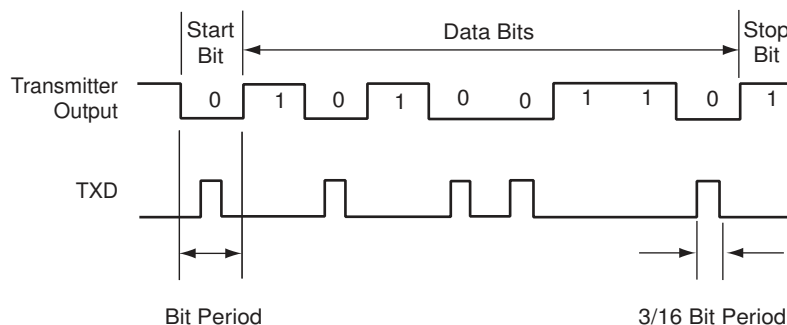 Start Bit
Data Bits
Stop Bit
Transmitter Output
0 1 0 1 0 0 1 1 0 1
TXD
Bit Period
3/16 Bit Period